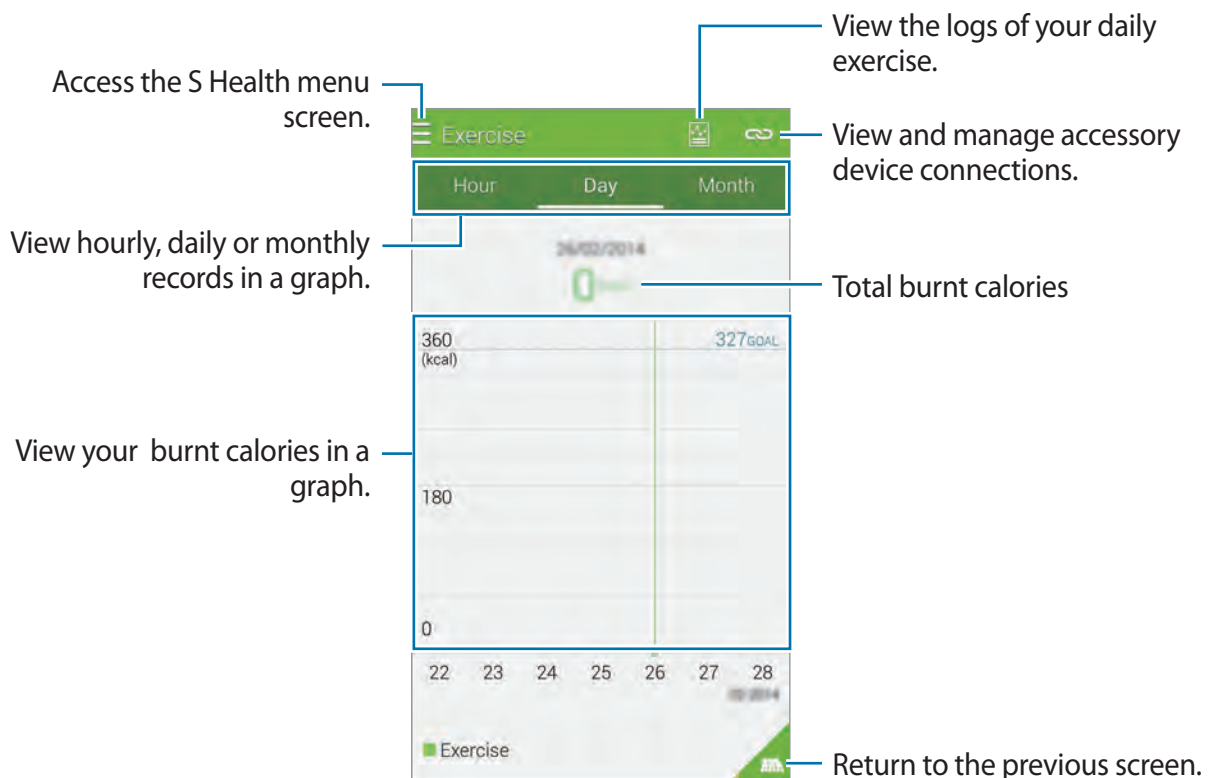 View the logs of your daily
exercise.
Access the S Health menu
screen.
Exercise
View and manage accessory
device connections.
Hour Day Month
View hourly, daily or monthly
records in a graph.
26/02/2014
0
Total burnt calories
360
(kcal)
327GOAL
View your burnt calories in a
graph.
180
0
22 23 24 25 26 27 28
02/2014
Exercise
Return to the previous screen.